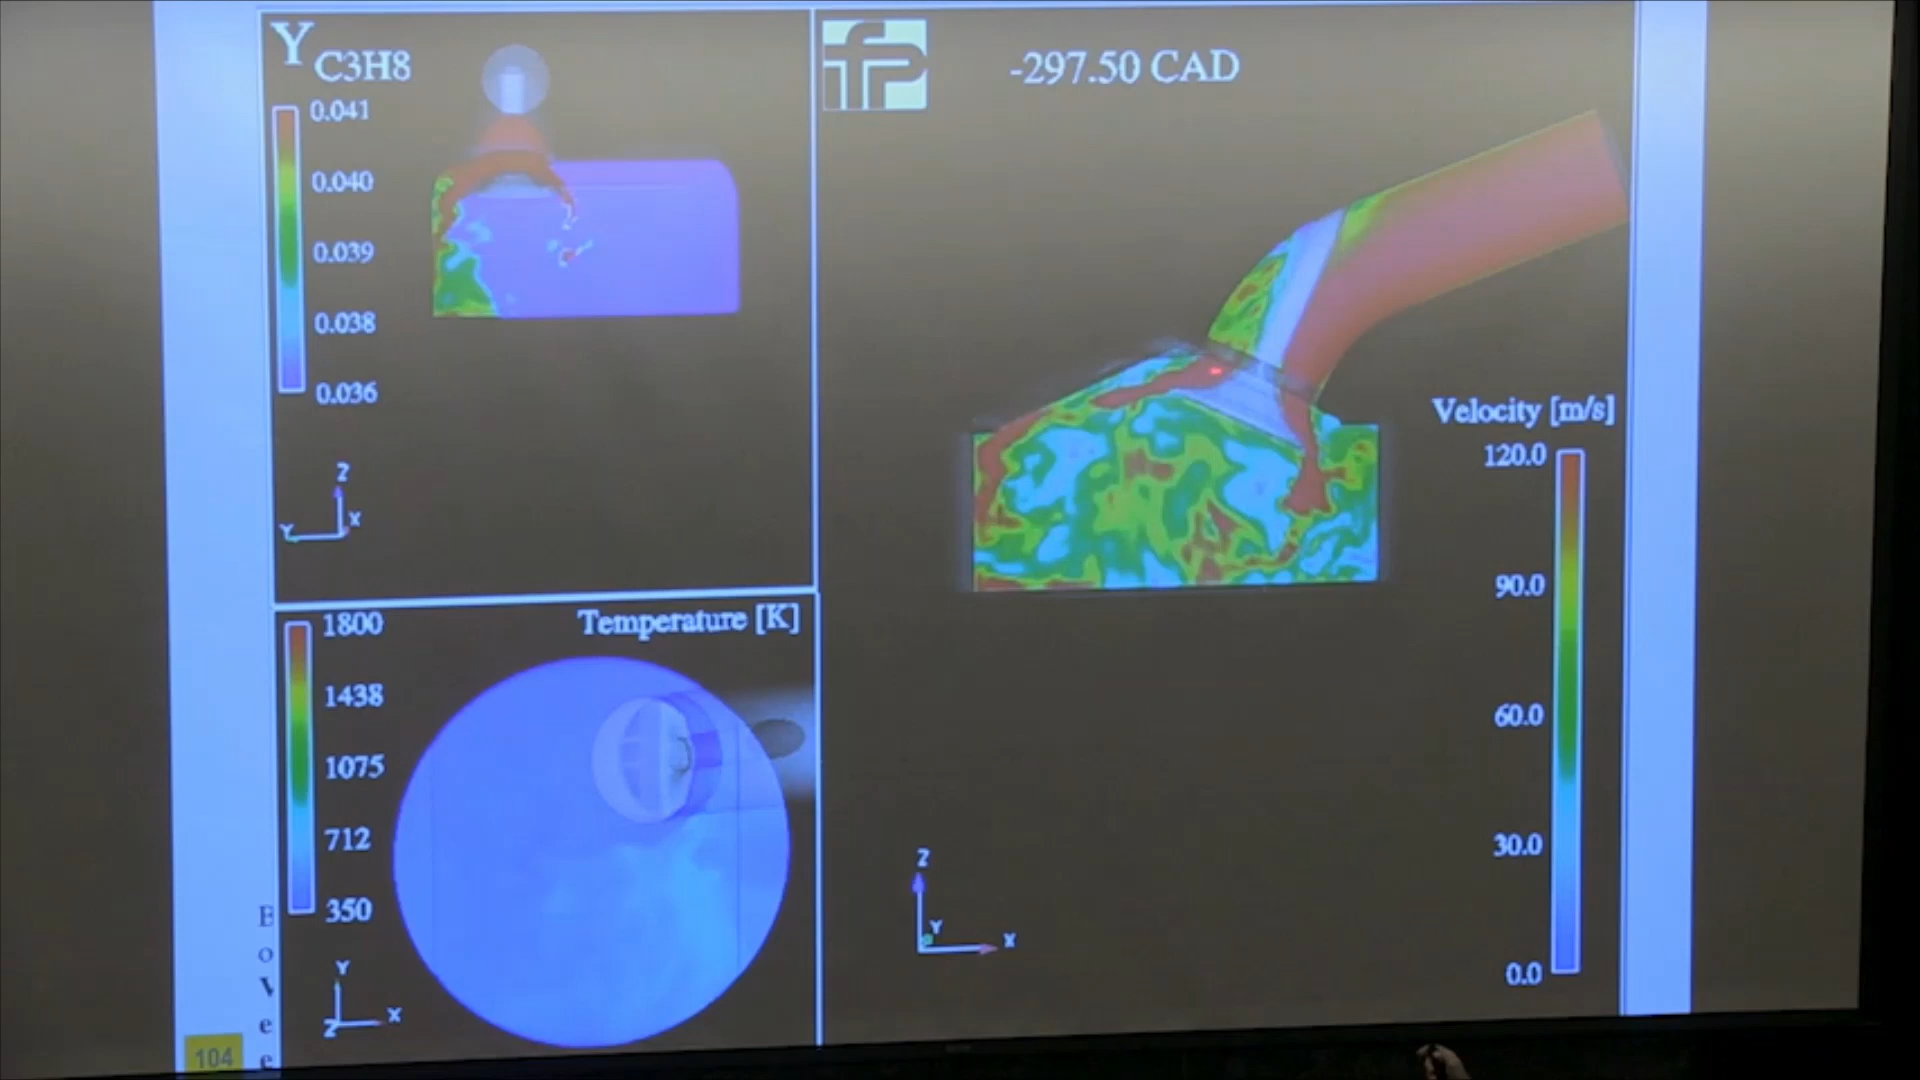 Y C3H8
0.041
0.040
0.039
0.038
0.036
Z
Y X
ifp
-297.50 CAD
Velocity [m/s]
120.0
90.0
60.0
30.0
0.0
Z
Y
X
Temperature [K]
1800
1438
1075
712
350
Y
Z X
B
o
V
e
e
104